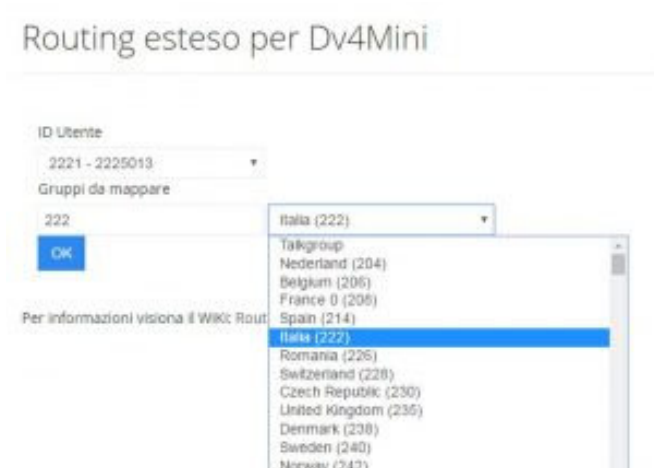 Routing esteso per Dv4Mini
ID Utente
2221 - 2225013
Gruppi da mappare
222
Italia (222)
OK
Talkgroup
Nederland (204)
Belgium (206)
France 0 (208)
Spain (214)
Italia (222)
Romania (226)
Switzerland (228)
Czech Republic (230)
United Kingdom (235)
Denmark (238)
Sweden (240)
Norway (242)
Per informazioni visiona il WiKi: Rout